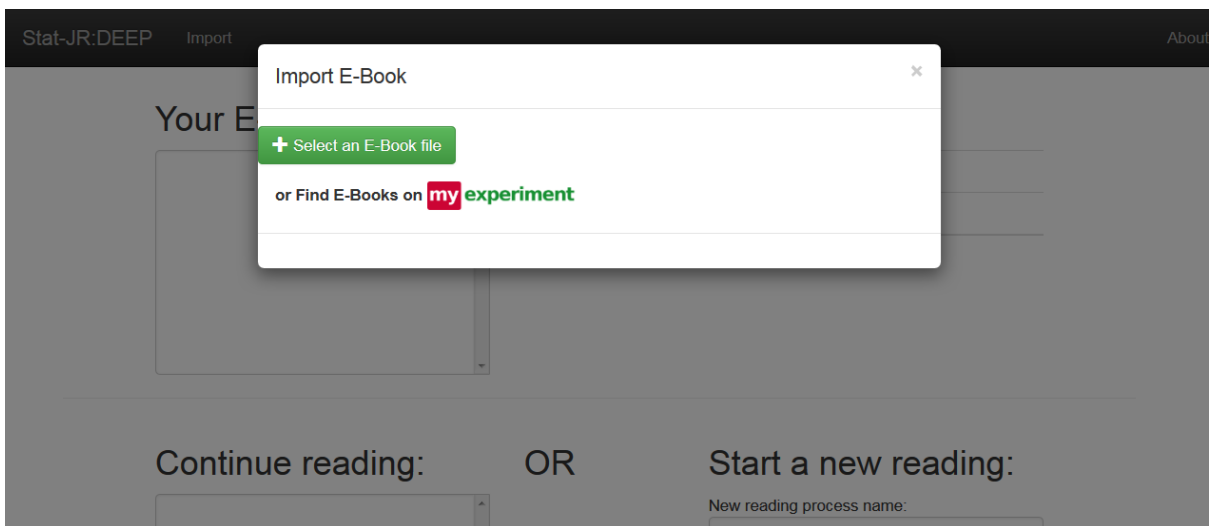 Stat-JR:DEEP Import About
Import E-Book ×
Your E
Select an E-Book file
or Find E-Books on my experiment
Continue reading: OR Start a new reading:
New reading process name: